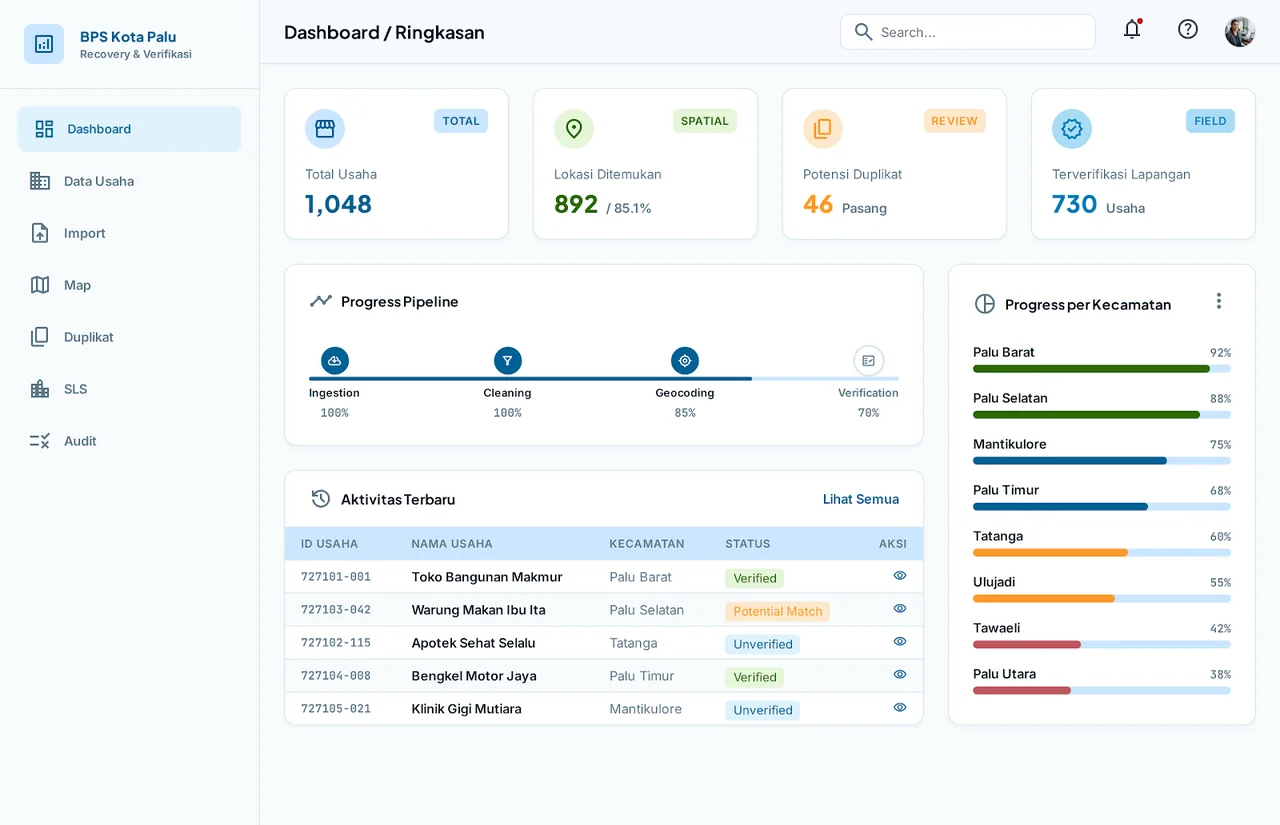 BPS Kota Palu
Recovery & Verifikasi
Dashboard
Data Usaha
Import
Map
Duplikat
SLS
Audit
Dashboard / Ringkasan
Search...
TOTAL
Total Usaha
1,048
SPATIAL
Lokasi Ditemukan
892 / 85.1%
REVIEW
Potensi Duplikat
46 Pasang
FIELD
Terverifikasi Lapangan
730 Usaha
Progress Pipeline
Ingestion Cleaning Geocoding Verification
100% 100% 85% 70%
Aktivitas Terbaru Lihat Semua
ID USAHA NAMA USAHA KECAMATAN STATUS AKSI
727101-001 Toko Bangunan Makmur Palu Barat Verified
727103-042 Warung Makan Ibu Ita Palu Selatan Potential Match
727102-115 Apotek Sehat Selalu Tatanga Unverified
727104-008 Bengkel Motor Jaya Palu Timur Verified
727105-021 Klinik Gigi Mutiara Mantikulore Unverified
Progress per Kecamatan
Palu Barat 92%
Palu Selatan 88%
Mantikulore 75%
Palu Timur 68%
Tatanga 60%
Ulujadi 55%
Tawaeli 42%
Palu Utara 38%